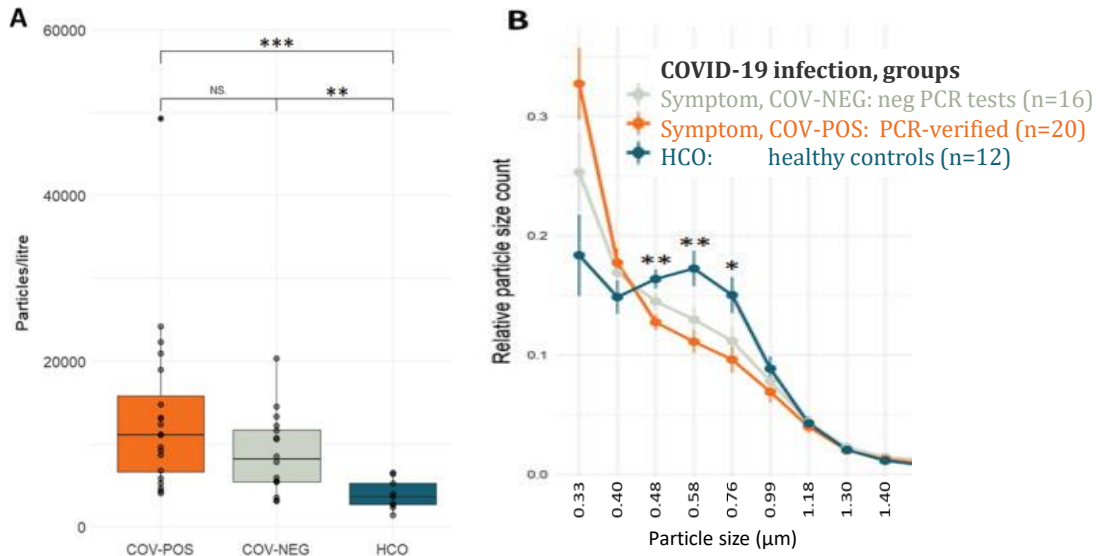 A
60000
40000
20000
0
Particles/litre
***
NS.
**
COV-POS
COV-NEG
HCO
B
COVID-19 infection, groups
Symptom, COV-NEG: neg PCR tests (n=16)
Symptom, COV-POS: PCR-verified (n=20)
HCO: healthy controls (n=12)
Relative particle size count
0.3
0.2
0.1
0.0
**
**
*
0.33
0.40
0.48
0.58
0.76
0.99
1.18
1.30
1.40
Particle size (μm)